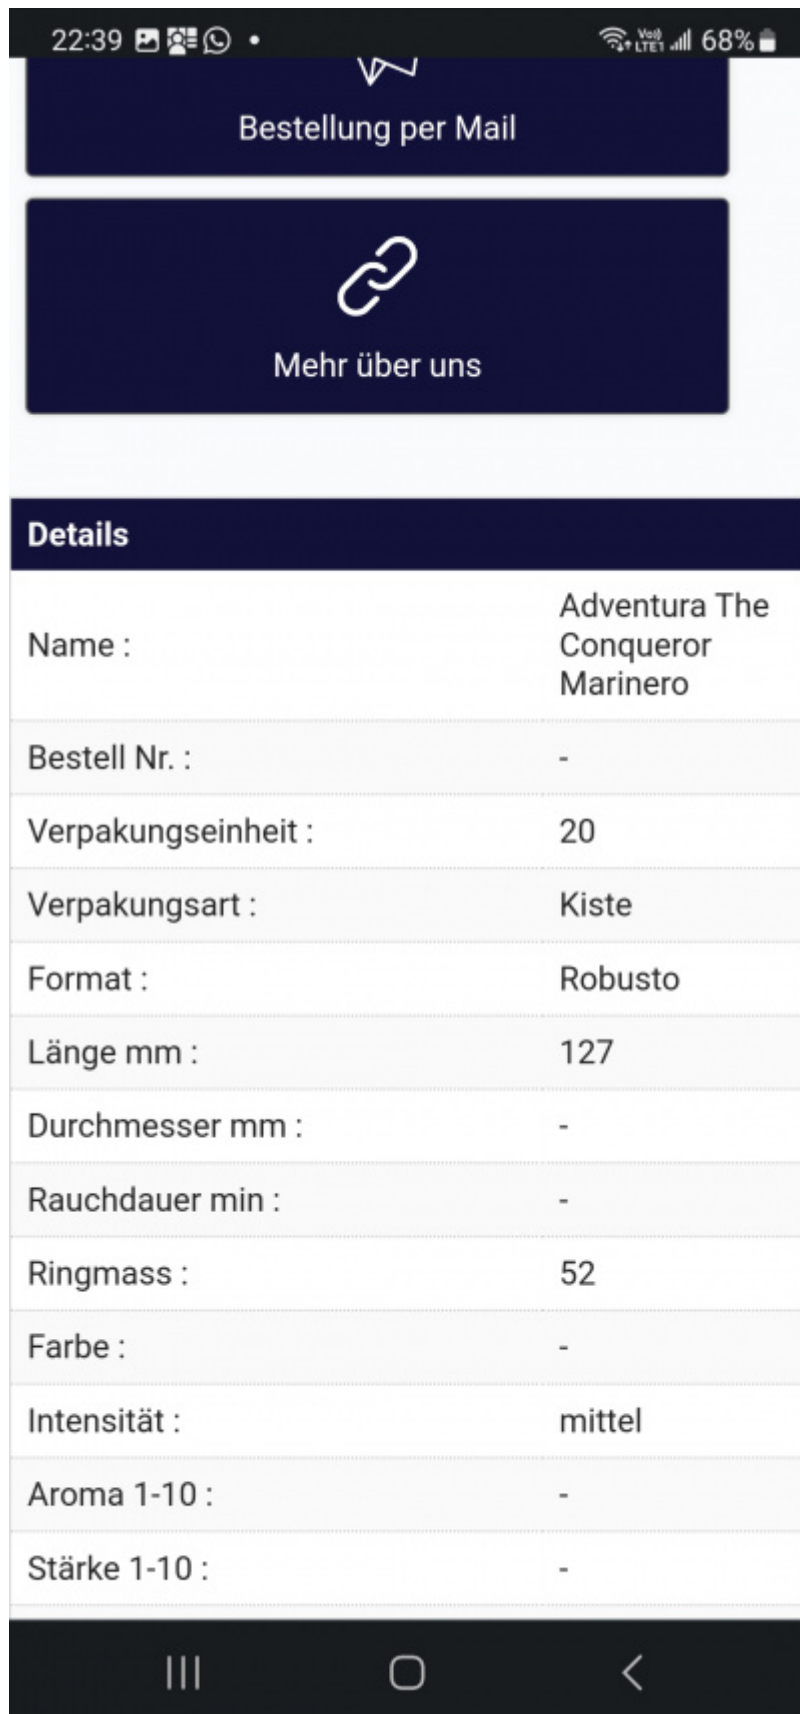 22:39 68%
Bestellung per Mail
Mehr über uns
Details
Name : Adventura The
Conqueror
Marinero
Bestell Nr. : -
Verpakungseinheit : 20
Verpakungsart : Kiste
Format : Robusto
Länge mm : 127
Durchmesser mm : -
Rauchdauer min : -
Ringmass : 52
Farbe : -
Intensität : mittel
Aroma 1-10 : -
Stärke 1-10 : -